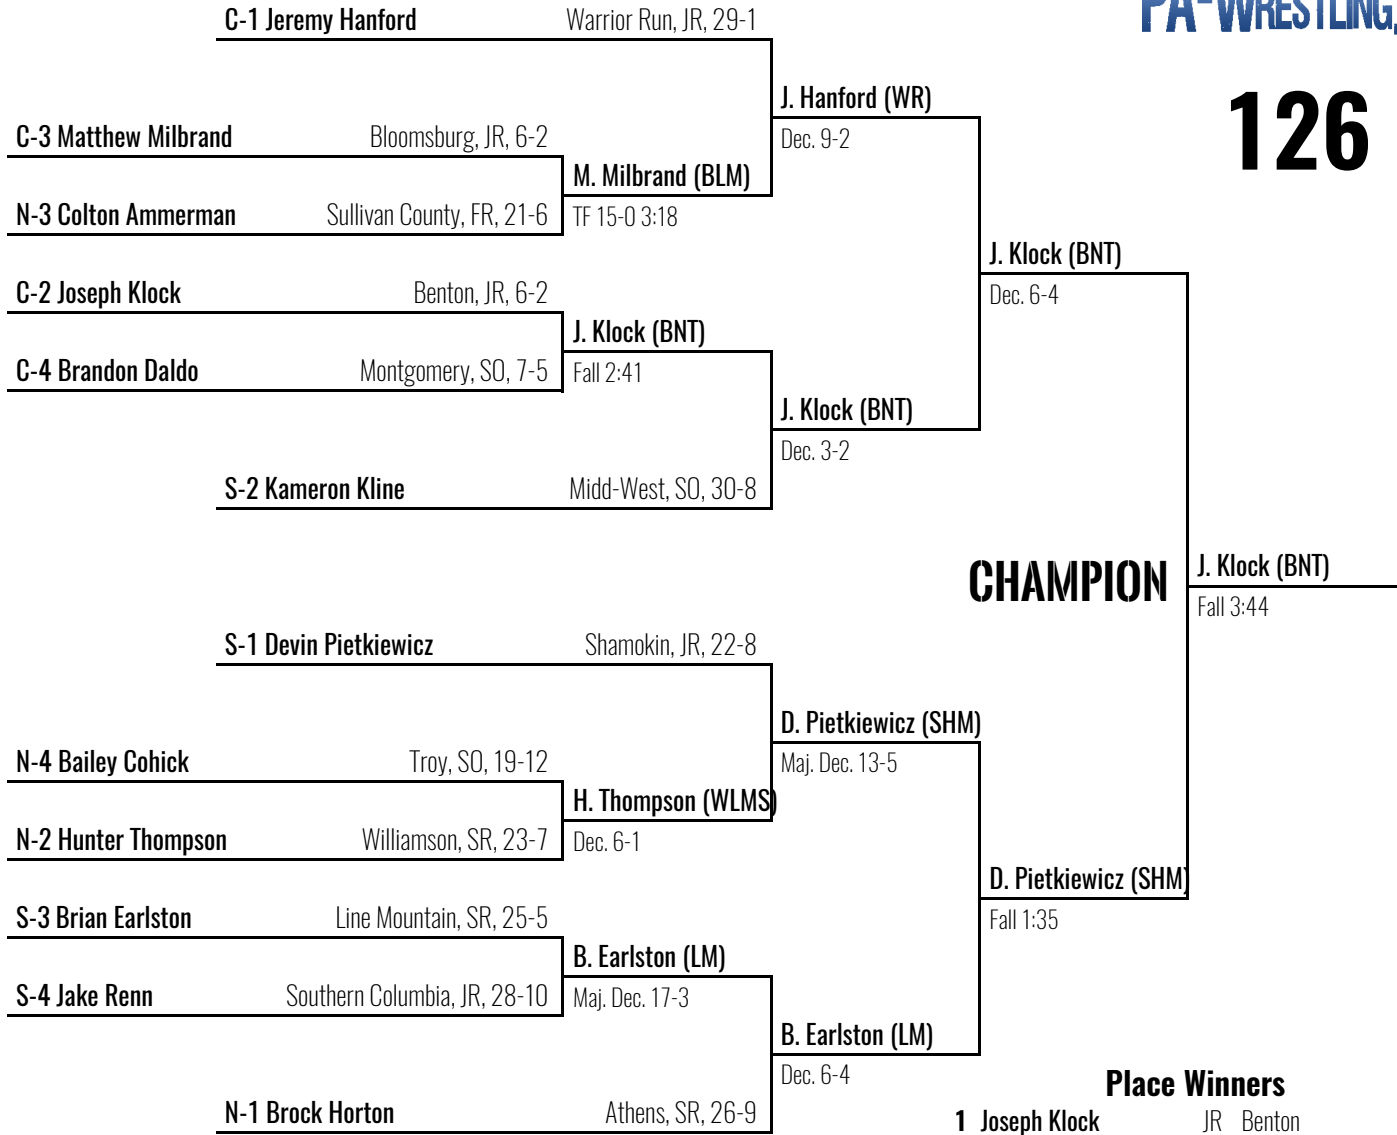 C-1 Jeremy Hanford Warrior Run, JR, 29-1
PA-WRESTLING.
J. Hanford (WR)
126
C-3 Matthew Milbrand Bloomsburg, JR, 6-2
Dec. 9-2
M. Milbrand (BLM)
N-3 Colton Ammerman Sullivan County, FR, 21-6
TF 15-0 3:18
J. Klock (BNT)
C-2 Joseph Klock Benton, JR, 6-2
Dec. 6-4
J. Klock (BNT)
C-4 Brandon Daldo Montgomery, SO, 7-5
Fall 2:41
J. Klock (BNT)
Dec. 3-2
S-2 Kameron Kline Midd-West, SO, 30-8
CHAMPION
J. Klock (BNT)
Fall 3:44
S-1 Devin Pietkiewicz Shamokin, JR, 22-8
D. Pietkiewicz (SHM)
N-4 Bailey Cohick Troy, SO, 19-12
Maj. Dec. 13-5
H. Thompson (WLMS)
N-2 Hunter Thompson Williamson, SR, 23-7
Dec. 6-1
D. Pietkiewicz (SHM)
S-3 Brian Earlston Line Mountain, SR, 25-5
Fall 1:35
B. Earlston (LM)
S-4 Jake Renn Southern Columbia, JR, 28-10
Maj. Dec. 17-3
B. Earlston (LM)
Dec. 6-4
Place Winners
N-1 Brock Horton Athens, SR, 26-9
1 Joseph Klock JR Benton